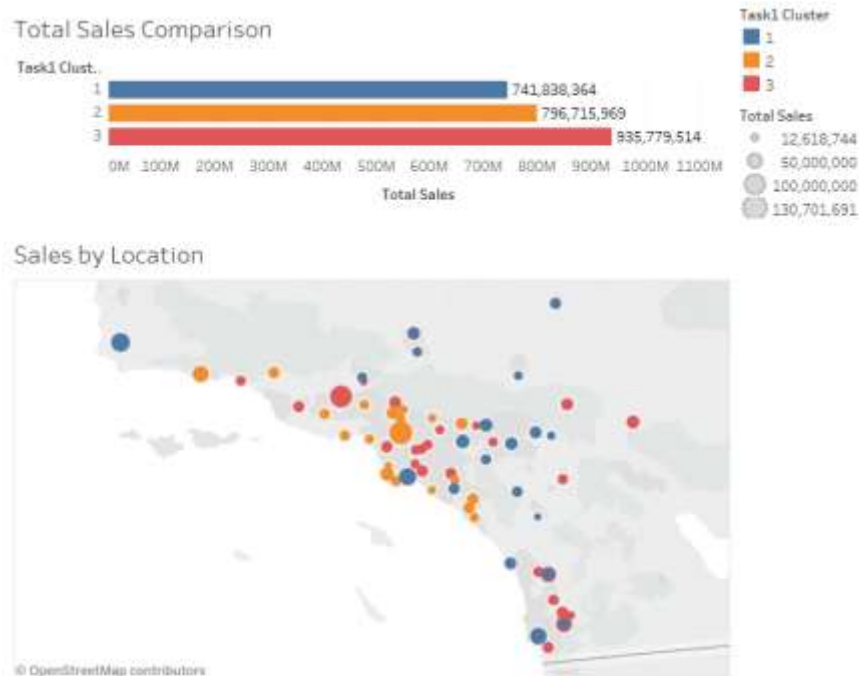 Total Sales Comparison
Task1 Clust..
1 741,838,364
2 796,715,969
3 935,779,514
0M 100M 200M 300M 400M 500M 600M 700M 800M 900M 1000M 1100M
Total Sales
Task1 Cluster
1
2
3
Total Sales
12,618,744
50,000,000
100,000,000
130,701,691
Sales by Location
© OpenStreetMap contributors